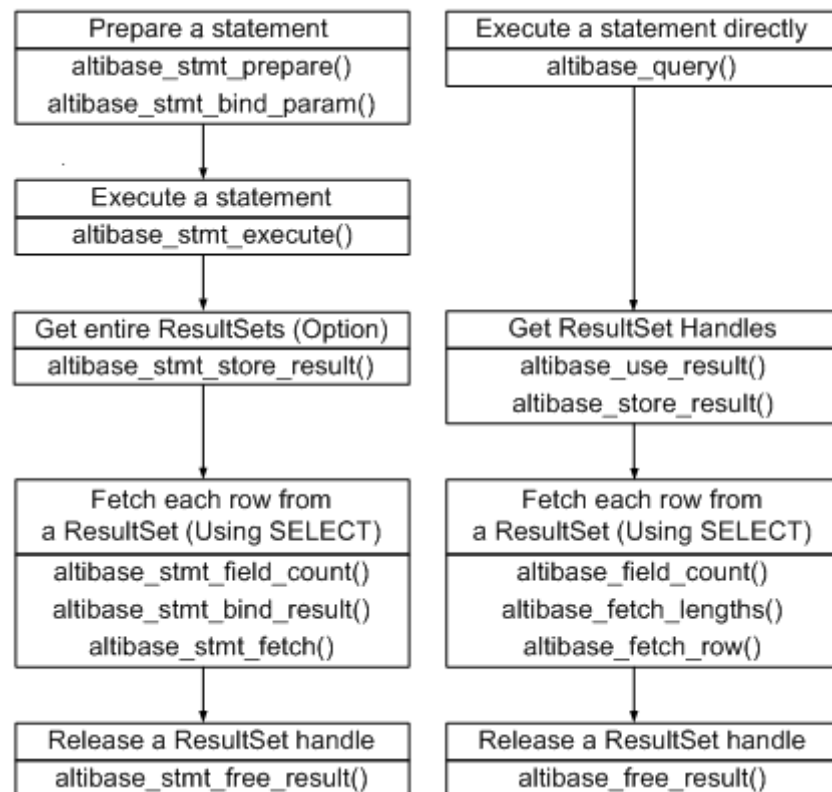 Prepare a statement
altibase_stmt_prepare()
altibase_stmt_bind_param()
Execute a statement
altibase_stmt_execute()
Get entire ResultSets (Option)
altibase_stmt_store_result()
Fetch each row from
a ResultSet (Using SELECT)
altibase_stmt_field_count()
altibase_stmt_bind_result()
altibase_stmt_fetch()
Release a ResultSet handle
altibase_stmt_free_result()
Execute a statement directly
altibase_query()
Get ResultSet Handles
altibase_use_result()
altibase_store_result()
Fetch each row from
a ResultSet (Using SELECT)
altibase_field_count()
altibase_fetch_lengths()
altibase_fetch_row()
Release a ResultSet handle
altibase_free_result()